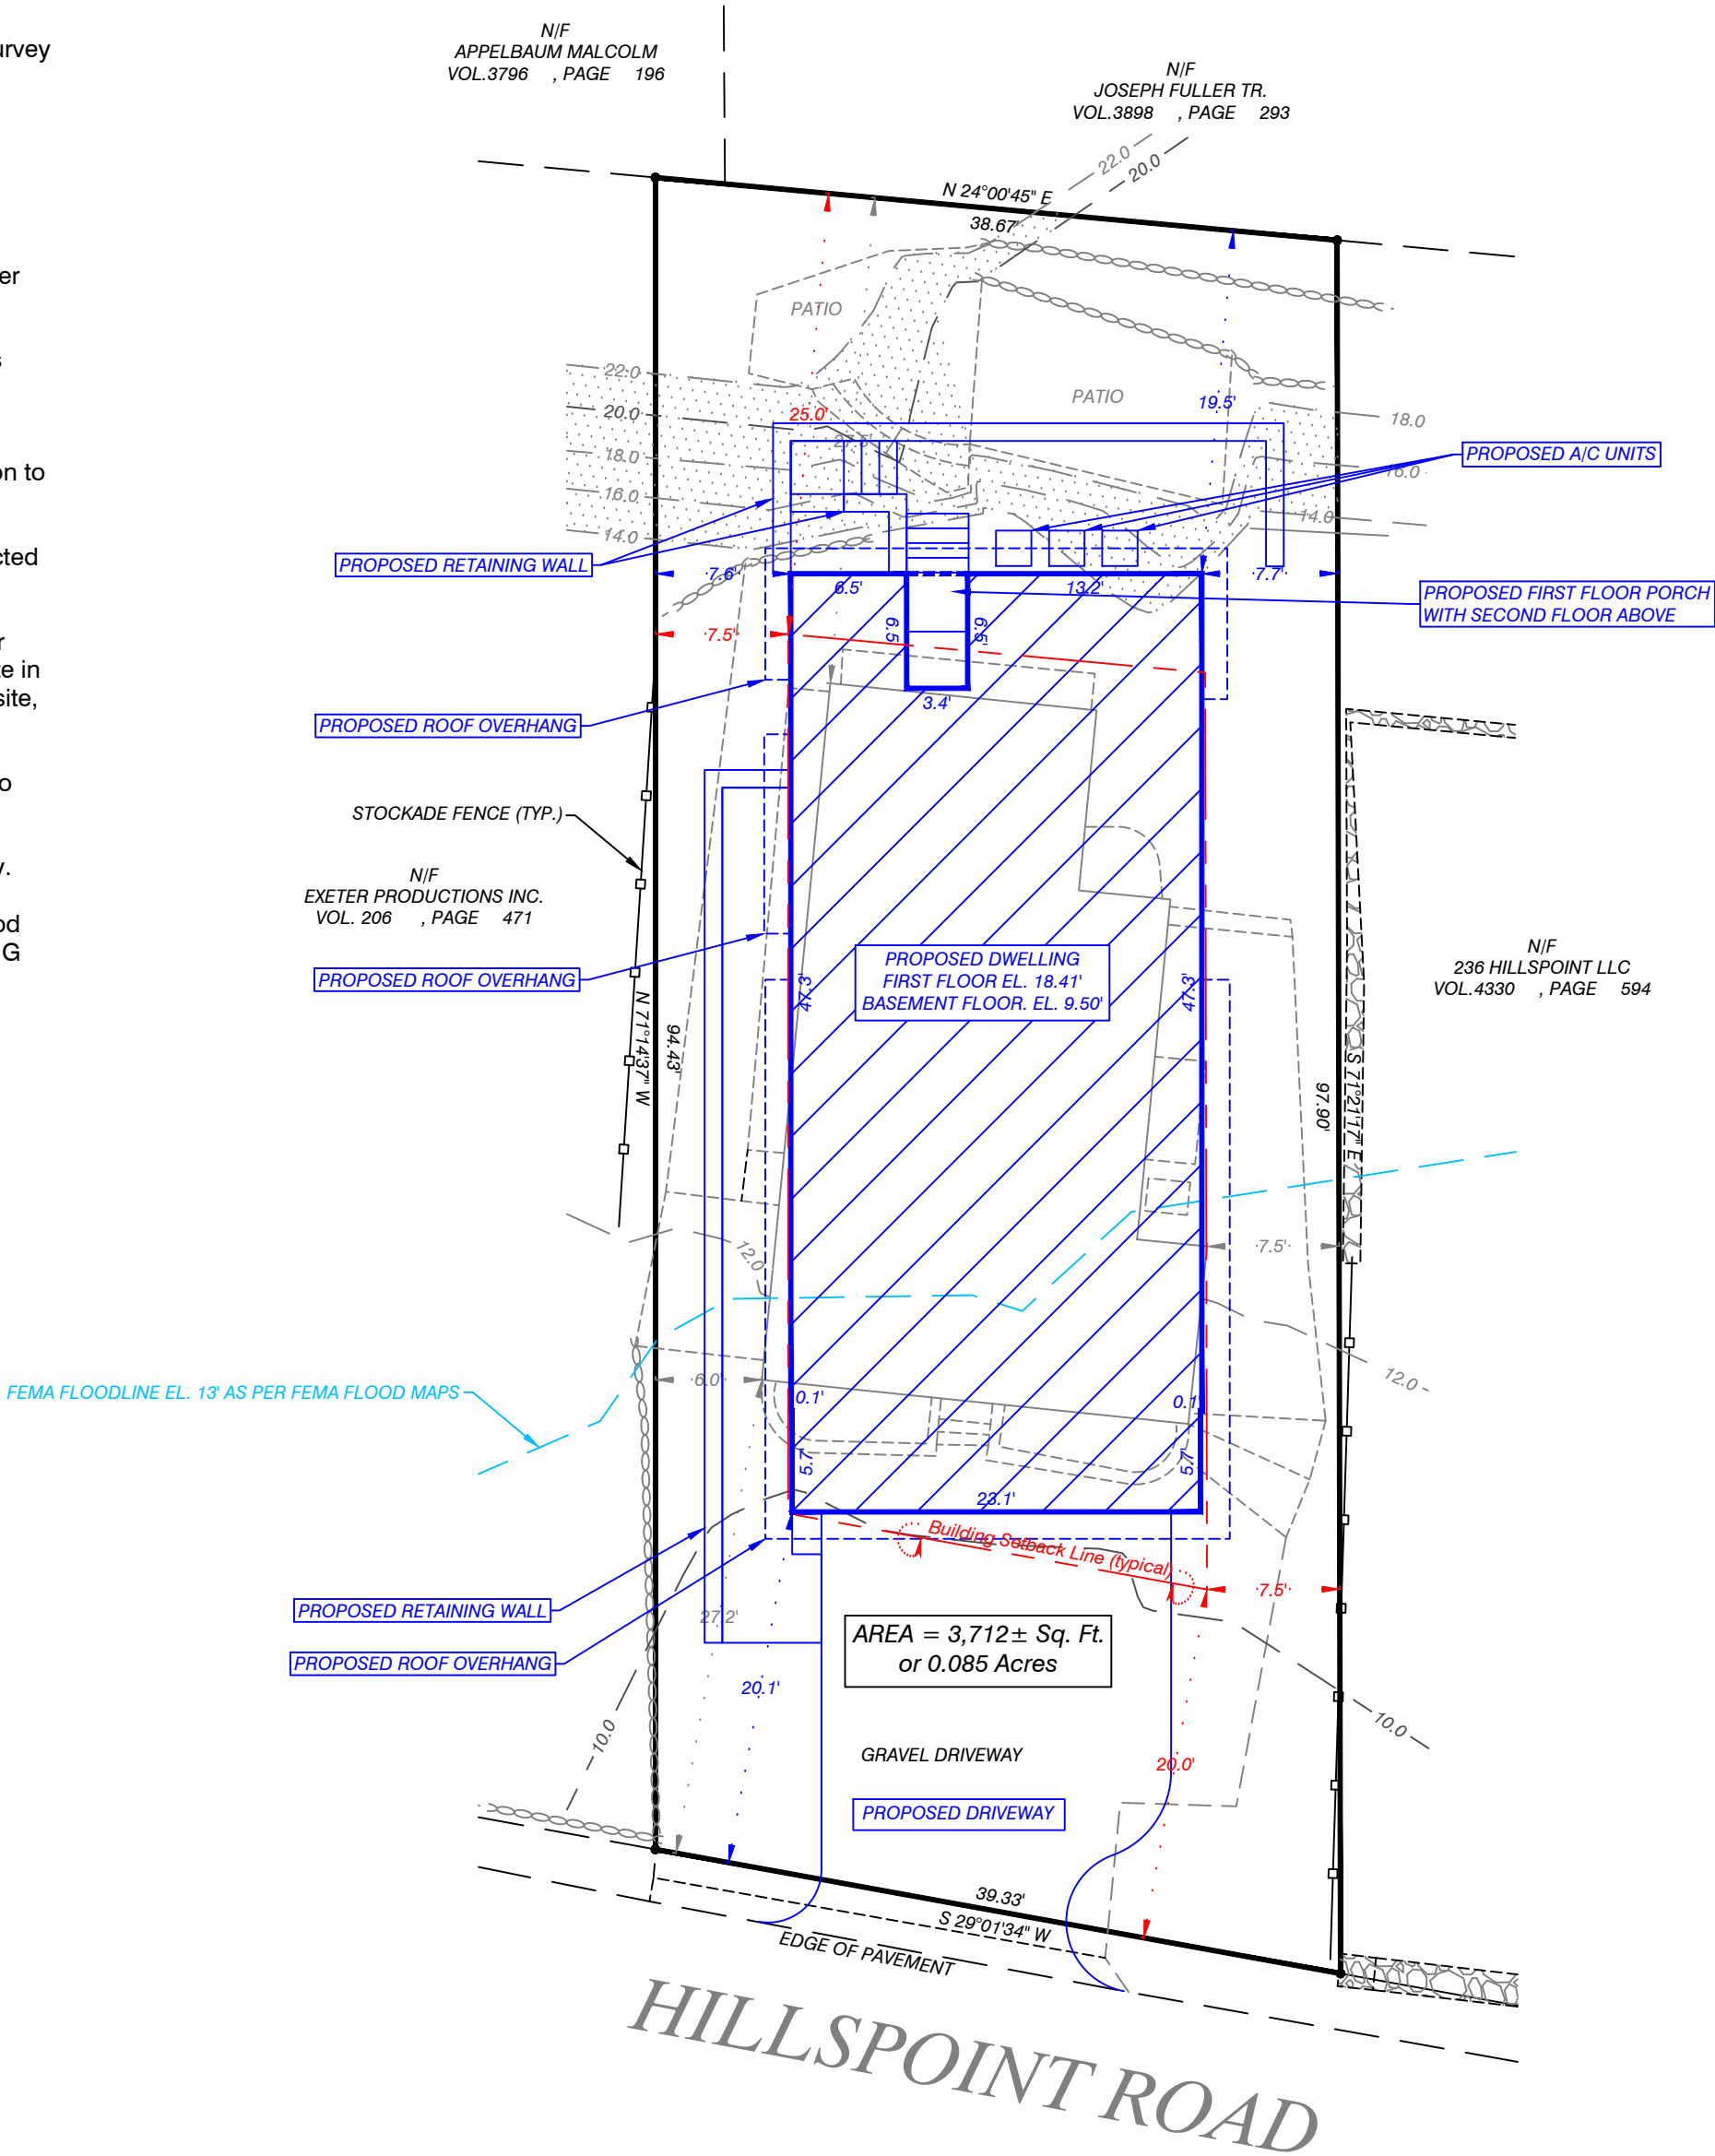 urvey
er
s
on to
cted
r
te in
site,
o
y.
od
G
N/F
APPELBAUM MALCOLM
VOL.3796 , PAGE 196
N/F
JOSEPH FULLER TR.
VOL.3898 , PAGE 293
22.0
20.0
N 24°00'45" E
38.67'
PATIO
PATIO
22.0
20.0
18.0
16.0
14.0
25.0'
19.5'
18.0
16.0
14.0
PROPOSED A/C UNITS
PROPOSED RETAINING WALL
7.6'
6.5'
13.2'
7.7'
PROPOSED FIRST FLOOR PORCH
WITH SECOND FLOOR ABOVE
7.5'
6.5'
6.5'
3.4'
PROPOSED ROOF OVERHANG
STOCKADE FENCE (TYP.)
N/F
EXETER PRODUCTIONS INC.
VOL. 206 , PAGE 471
PROPOSED ROOF OVERHANG
PROPOSED DWELLING
FIRST FLOOR EL. 18.41'
BASEMENT FLOOR. EL. 9.50'
47.3'
47.3'
N/F
236 HILLSPOINT LLC
VOL.4330 , PAGE 594
N 71°14'37" W
94.43'
97.90'
S 71°21'17" E
12.0
7.5'
FEMA FLOODLINE EL. 13' AS PER FEMA FLOOD MAPS
6.0'
0.1'
0.1'
12.0
5.7'
5.7'
23.1'
Building Setback Line (typical)
7.5'
PROPOSED RETAINING WALL
27.2'
AREA = 3,712± Sq. Ft.
or 0.085 Acres
PROPOSED ROOF OVERHANG
20.1'
10.0
10.0
GRAVEL DRIVEWAY
20.0'
PROPOSED DRIVEWAY
39.33'
S 29°01'34" W
EDGE OF PAVEMENT
HILLSPOINT ROAD